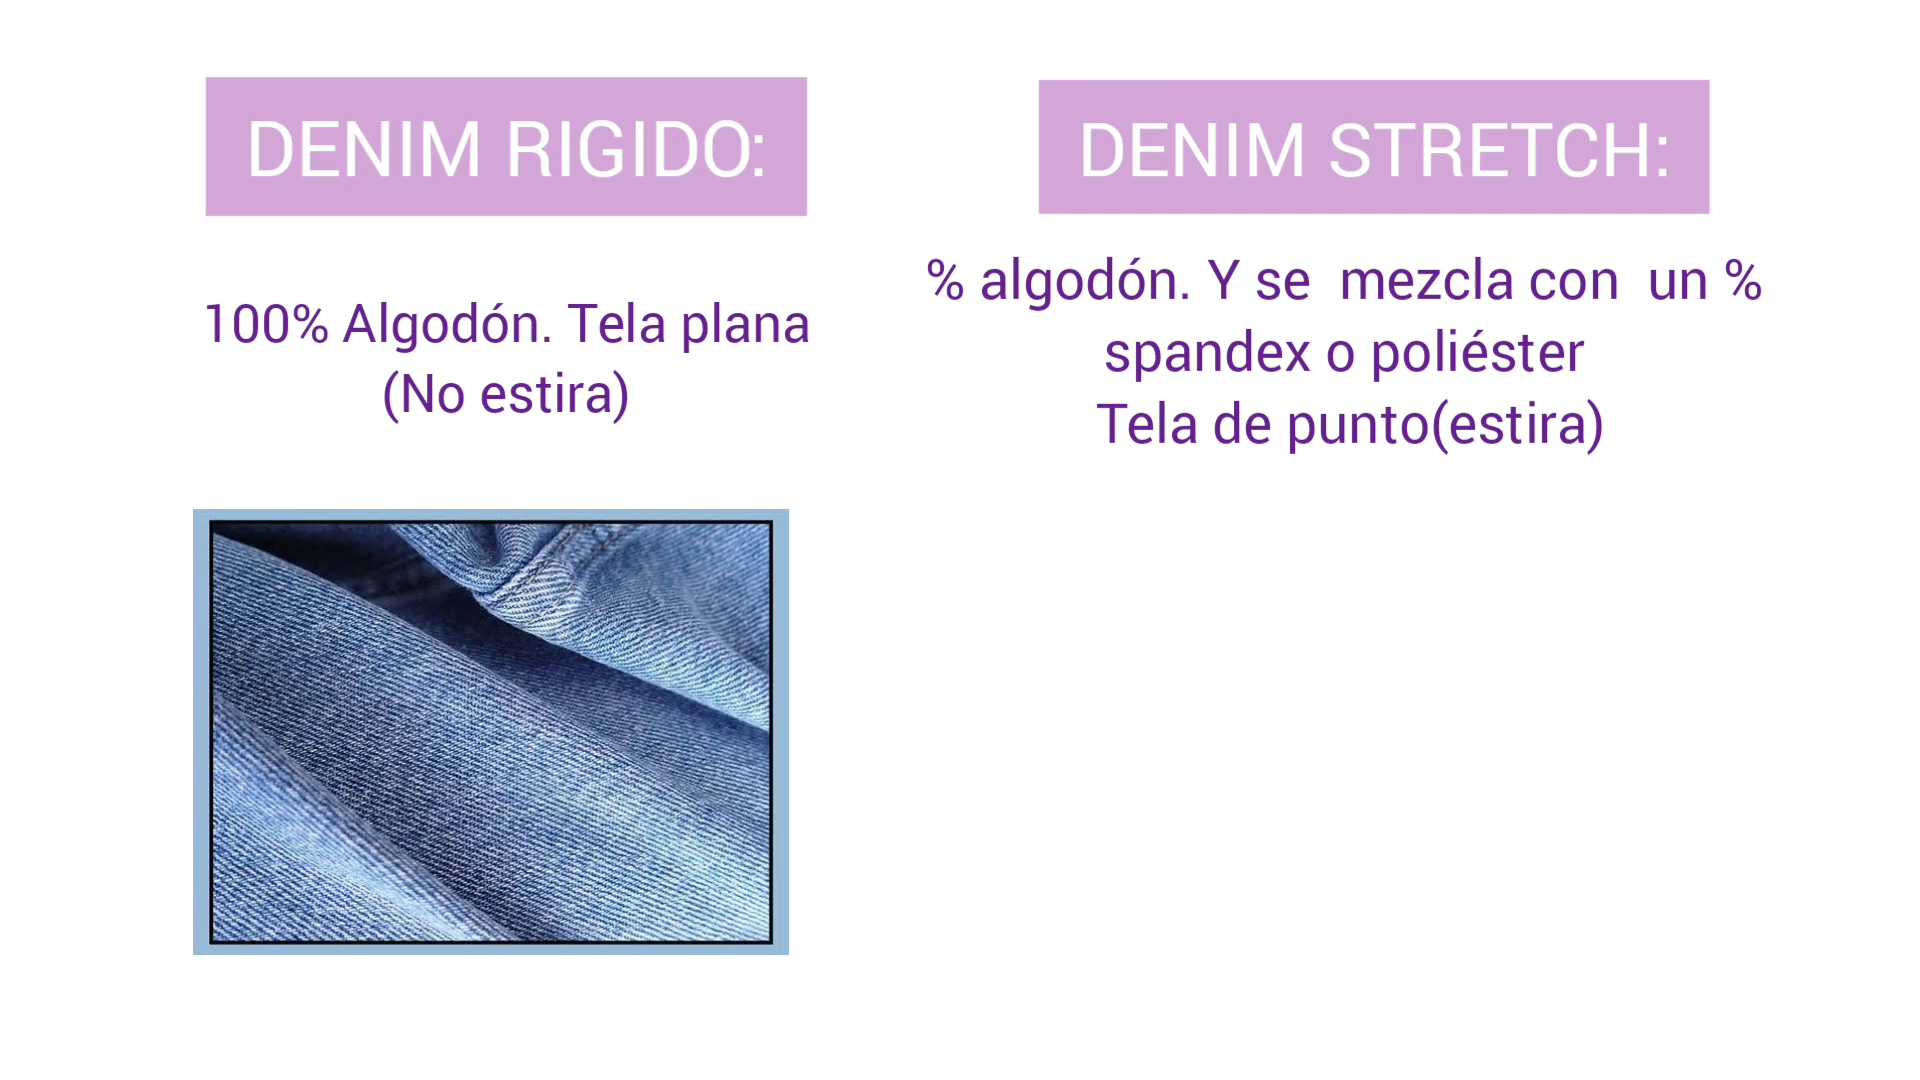 DENIM RIGIDO:
100% Algodón. Tela plana
(No estira)
DENIM STRETCH:
% algodón. Y se mezcla con un %
spandex o poliéster
Tela de punto(estira)